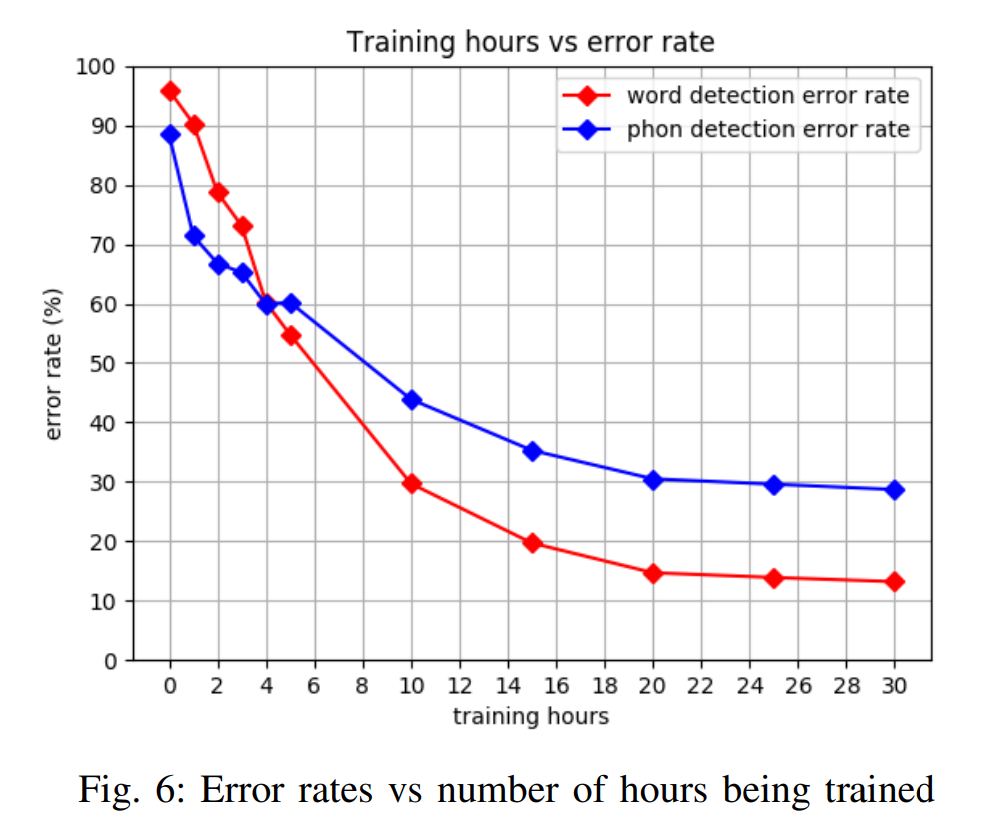 Training hours vs error rate
100
90
80
70
60
50
40
30
20
10
0
error rate (%)
word detection error rate
phon detection error rate
0 2 4 6 8 10 12 14 16 18 20 22 24 26 28 30
training hours
Fig. 6: Error rates vs number of hours being trained